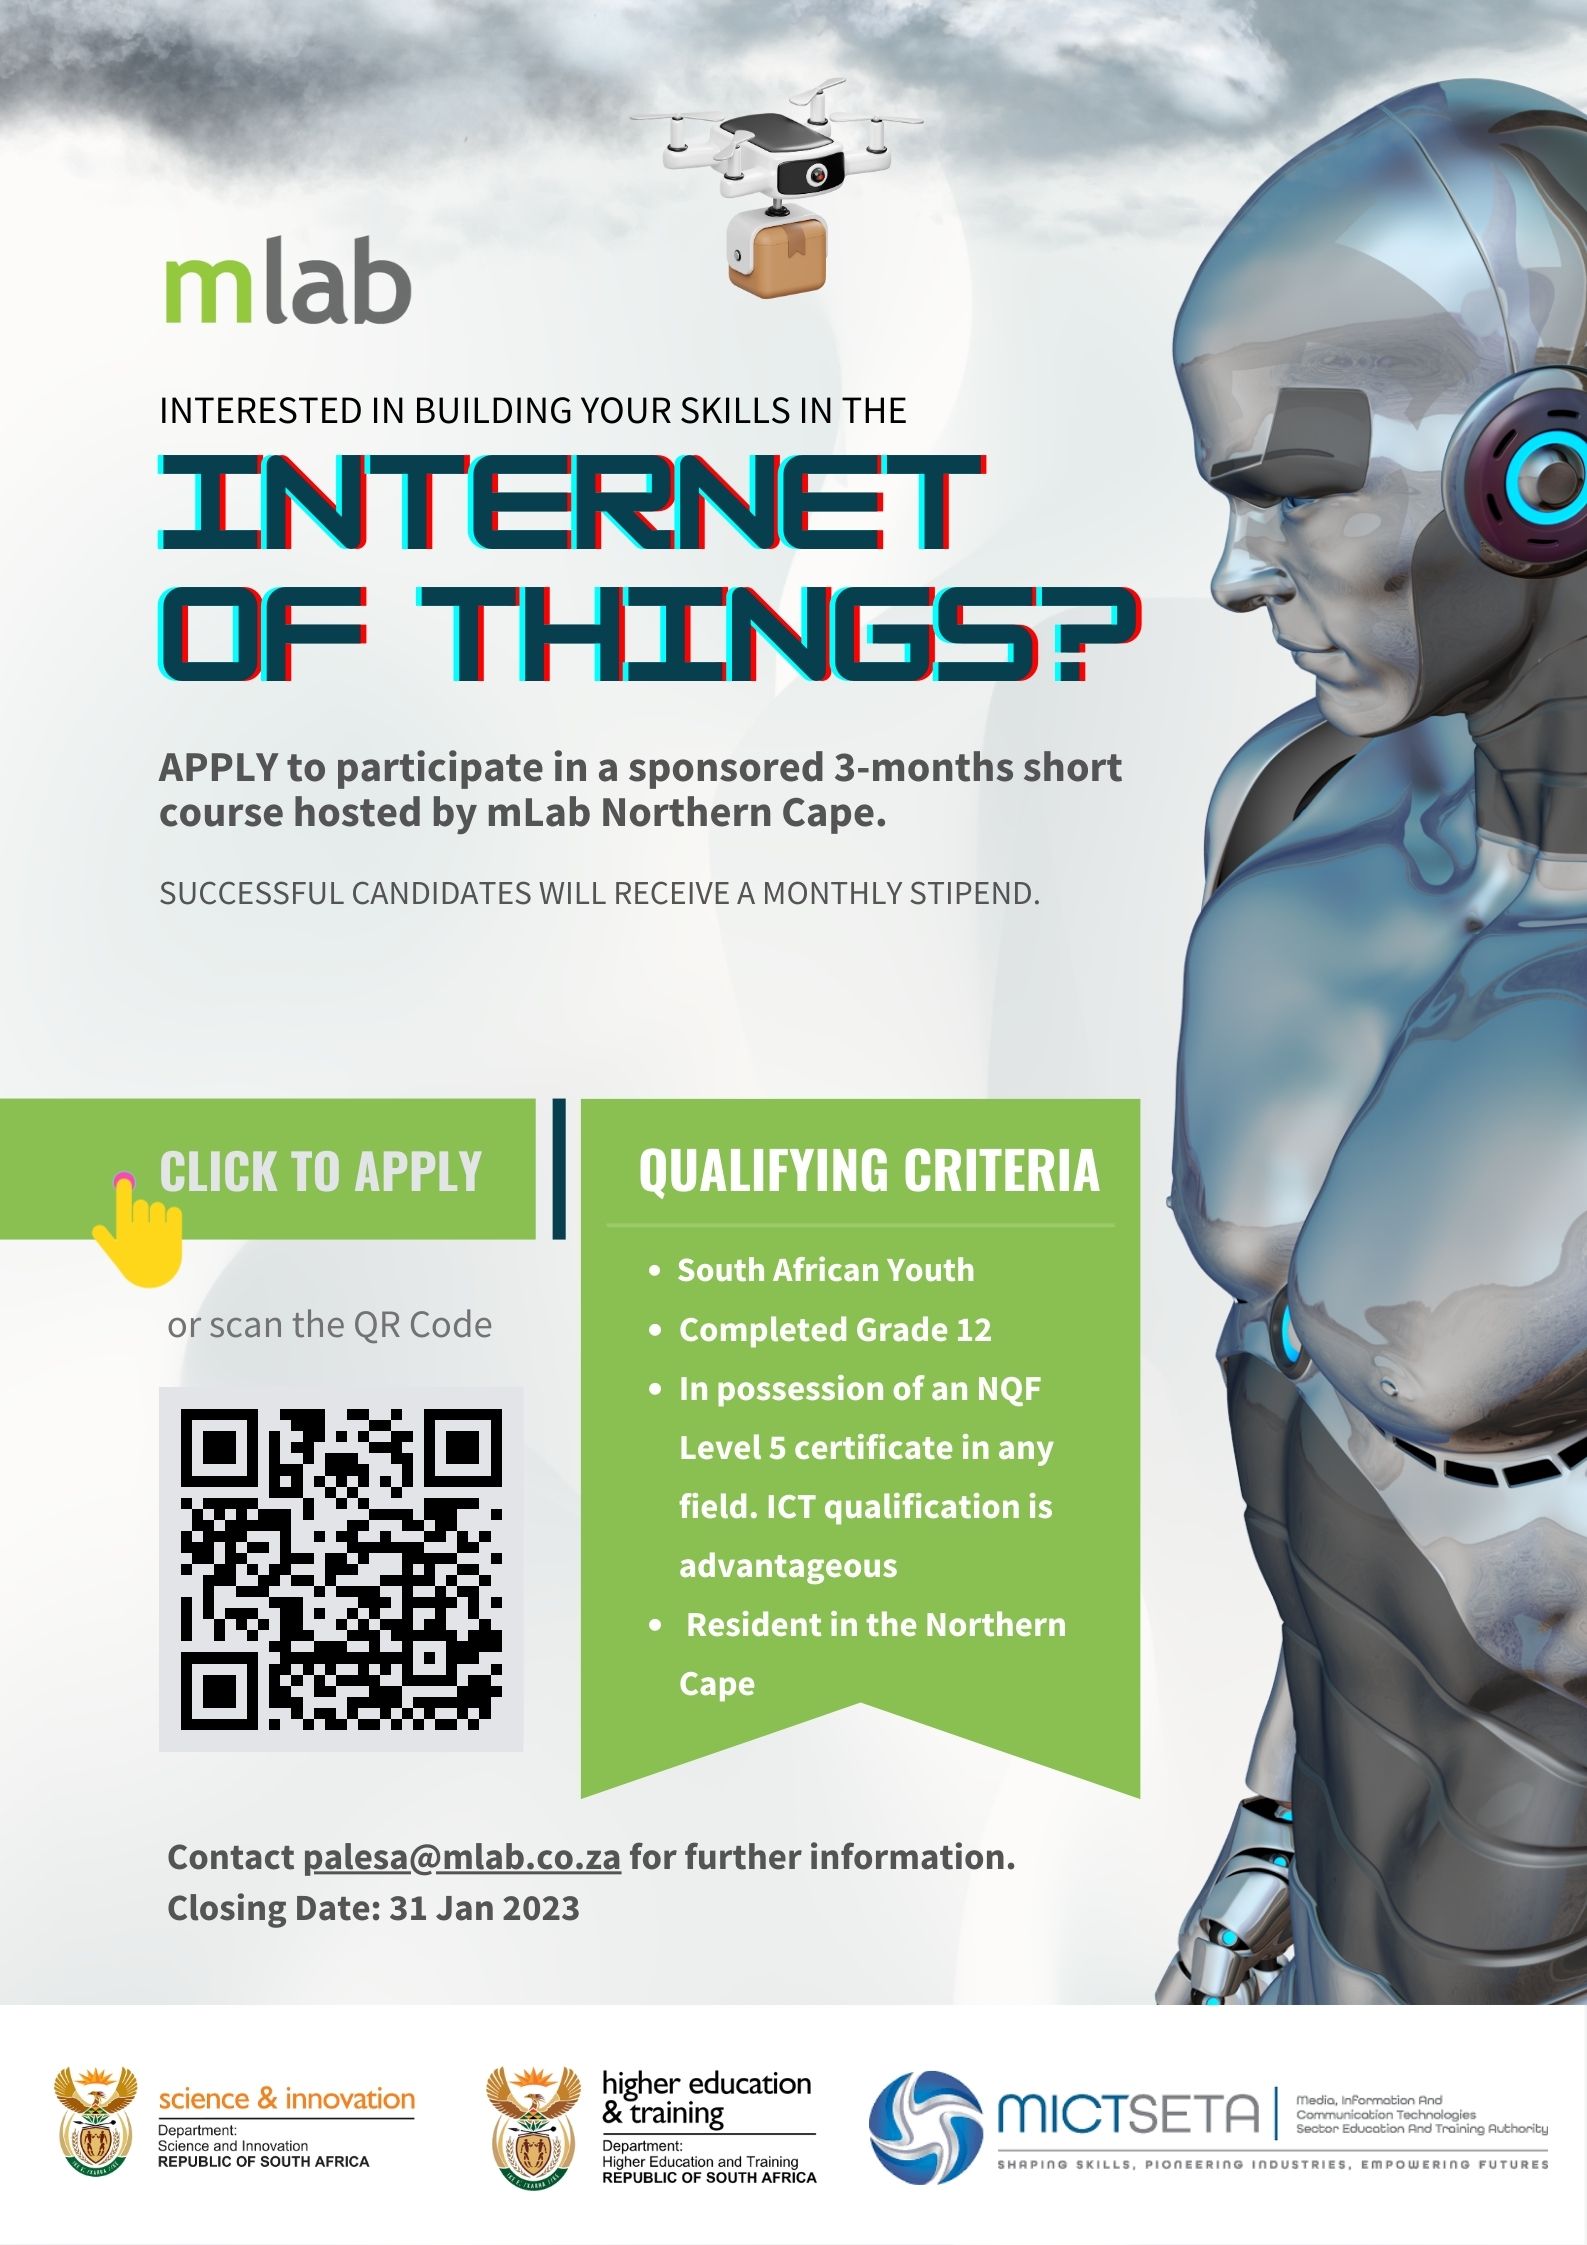 mlab
INTERESTED IN BUILDING YOUR SKILLS IN THE
INTERNET
OF THINGS?
APPLY to participate in a sponsored 3-months short
course hosted by mLab Northern Cape.
SUCCESSFUL CANDIDATES WILL RECEIVE A MONTHLY STIPEND.
CLICK TO APPLY
or scan the QR Code
QUALIFYING CRITERIA
• South African Youth
• Completed Grade 12
• In possession of an NQF
Level 5 certificate in any
field. ICT qualification is
advantageous
• Resident in the Northern
Cape
Contact palesa@mlab.co.za for further information.
Closing Date: 31 Jan 2023
science & innovation
Department:
Science and Innovation
REPUBLIC OF SOUTH AFRICA
higher education
& training
Department:
Higher Education and Training
REPUBLIC OF SOUTH AFRICA
MICTSETA
Media, Information And
Communication Technologies
Sector Education And Training Authority
SHAPING SKILLS, PIONEERING INDUSTRIES, EMPOWERING FUTURES